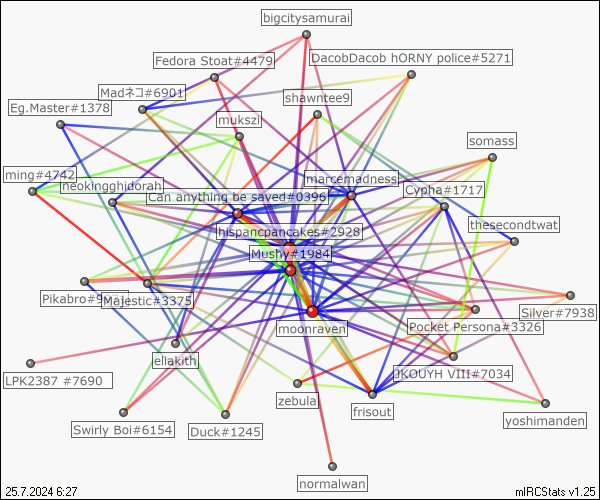 bigcitysamurai
Fedora Stoat#4479
DacobDacob hORNY police#5271
Madネコ#6901
shawntee9
Eg.Master#1378
mukszi
somass
ming#4742
neokingghidorah
marcemadness
Can anything be saved#0396
Cypha#1717
hispancpancakes#2928
thesecondtwat
Mushy#1984
Pikabro#9
Majestic#3375
Silver#7938
moonraven
Pocket Persona#3326
eliakith
LPK2387 #7690
JKOUYH VIII#7034
zebula
frisout
yoshimanden
Swirly Boi#6154
Duck#1245
normalwan
25.7.2024 6:27
mIRCStats v1.25